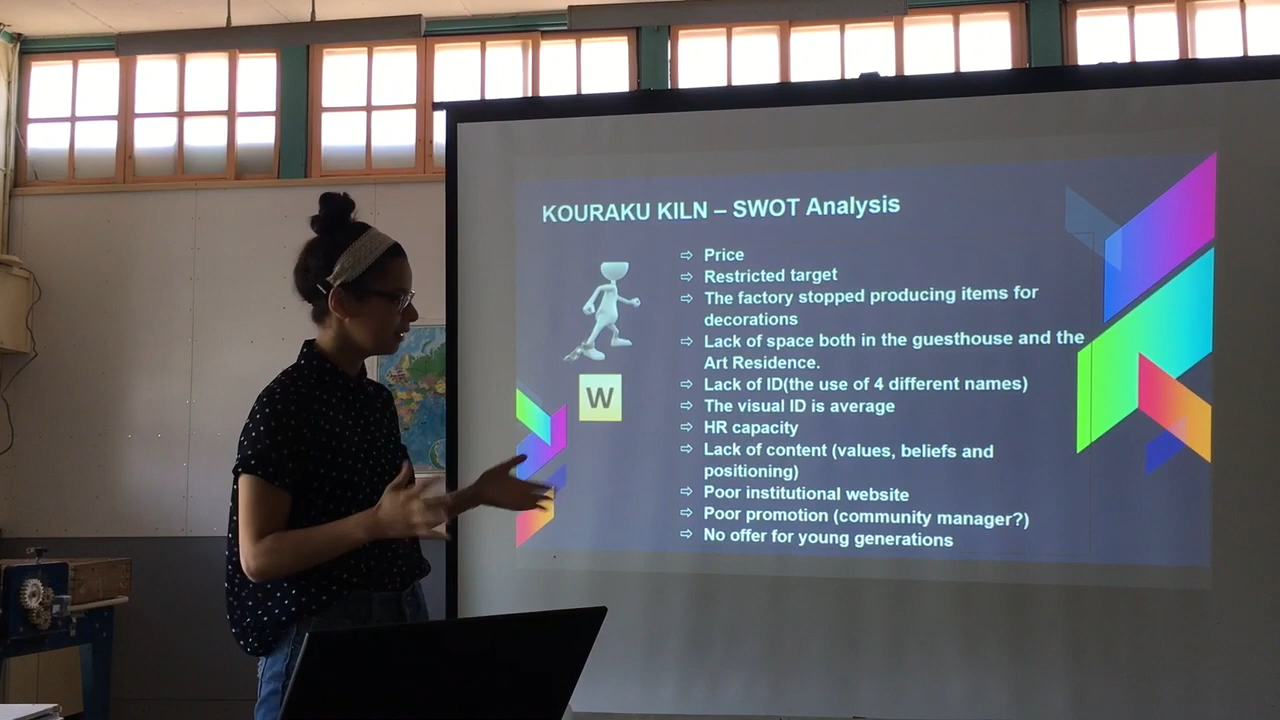 KOURAKU KILN – SWOT Analysis
⇨ Price
⇨ Restricted target
⇨ The factory stopped producing items for
decorations
⇨ Lack of space both in the guesthouse and the
Art Residence.
⇨ Lack of ID(the use of 4 different names)
⇨ The visual ID is average
⇨ HR capacity
⇨ Lack of content (values, beliefs and
positioning)
⇨ Poor institutional website
⇨ Poor promotion (community manager?)
⇨ No offer for young generations
W